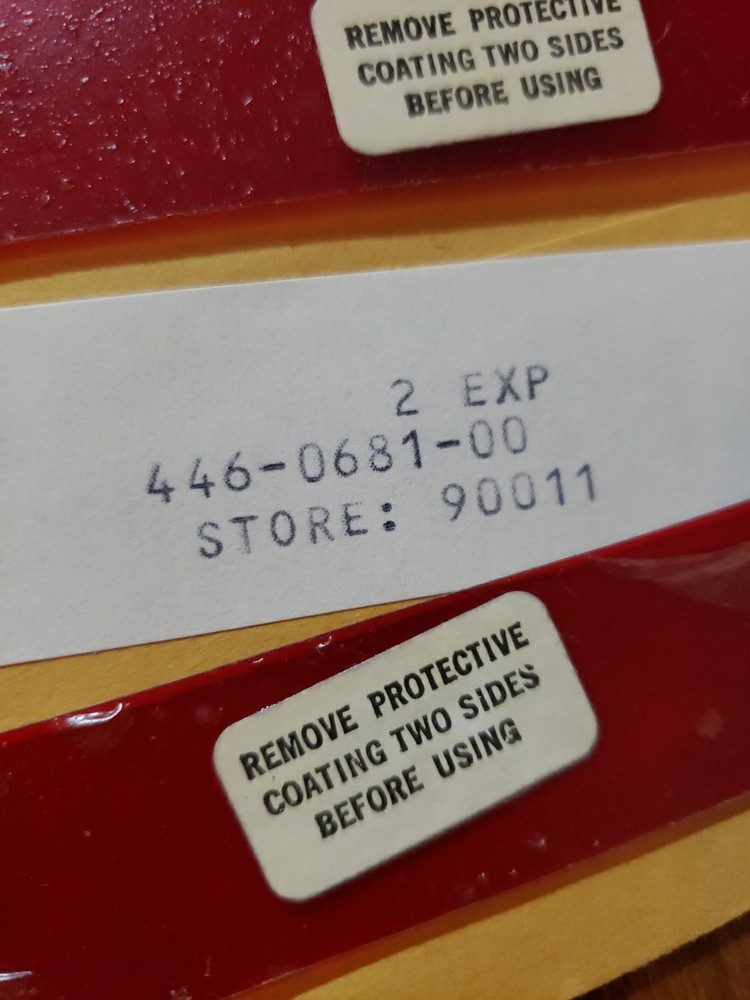 REMOVE PROTECTIVE
COATING TWO SIDES
BEFORE USING
2 EXP
446-0681-00
STORE: 90011
REMOVE PROTECTIVE
COATING TWO SIDES
BEFORE USING